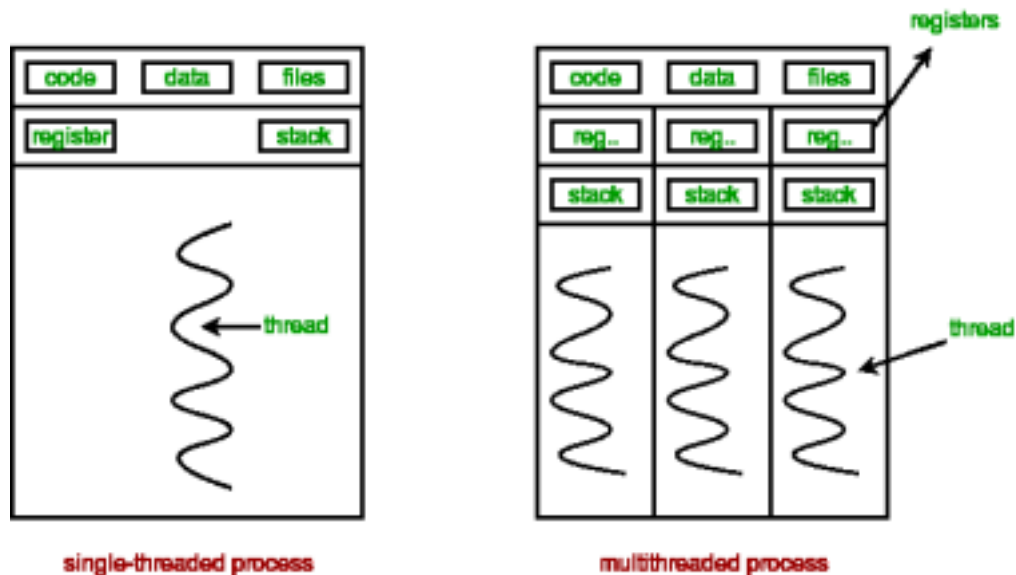 registers
code data files
register stack
thread
single-threaded process
code data files
reg.. reg.. reg..
stack stack stack
thread
multithreaded process